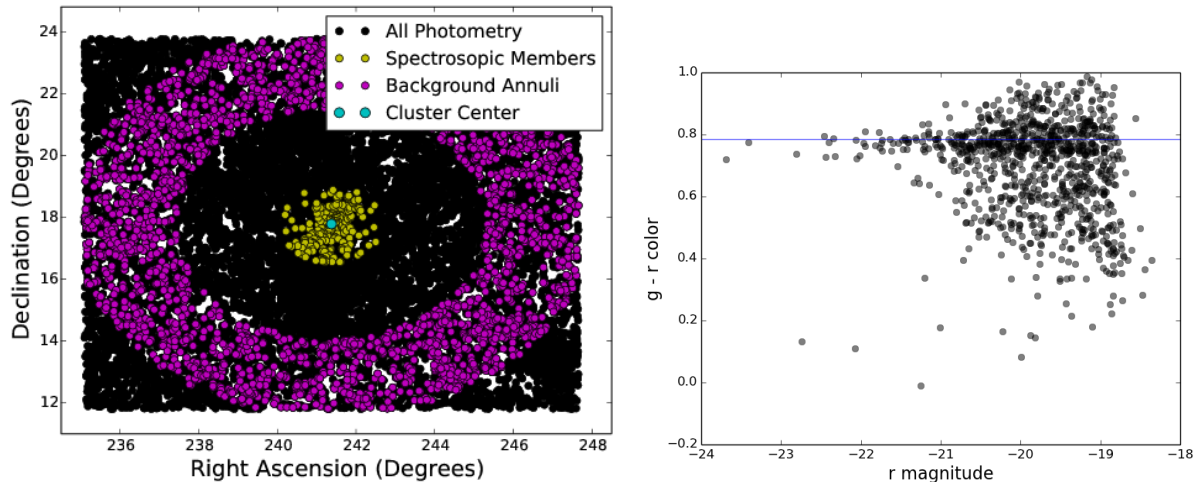 All Photometry
Spectrosopic Members
Background Annuli
Cluster Center
24
22
20
18
16
14
12
Declination (Degrees)
236 238 240 242 244 246 248
Right Ascension (Degrees)
1.0
0.8
0.6
0.4
0.2
0.0
−0.2
g - r color
−24 −23 −22 −21 −20 −19 −18
r magnitude